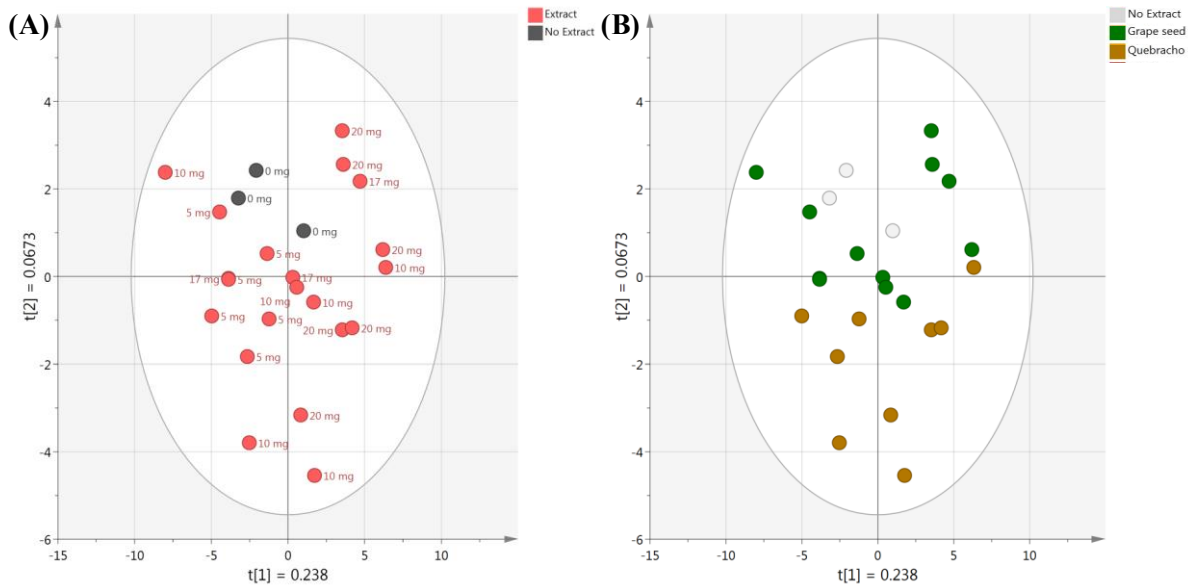 (A)
Extract
No Extract
4
2
0
-2
-4
-6
-15
-10
-5
0
5
10
15
t[2] = 0.0673
t[1] = 0.238
20 mg
20 mg
17 mg
10 mg
0 mg
0 mg
5 mg
0 mg
5 mg
20 mg
10 mg
17 mg
5 mg
17 mg
10 mg
10 mg
5 mg
5 mg
20 mg
20 mg
5 mg
20 mg
10 mg
10 mg
(B)
No Extract
Grape seed
Quebracho
4
2
0
-2
-4
-6
-15
-10
-5
0
5
10
15
t[2] = 0.0673
t[1] = 0.238